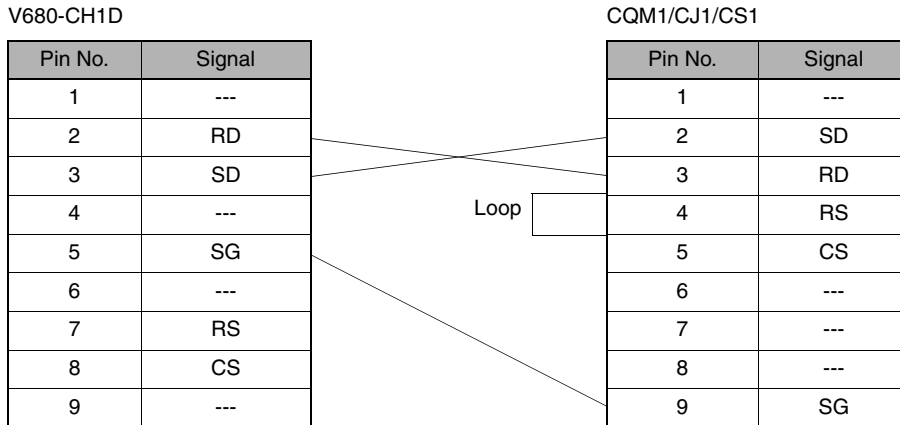 V680-CH1D CQM1/CJ1/CS1
Pin No. Signal Pin No. Signal
1 --- 1 ---
2 RD 2 SD
3 SD 3 RD
4 --- Loop 4 RS
5 SG 5 CS
6 --- 6 ---
7 RS 7 ---
8 CS 8 ---
9 --- 9 SG